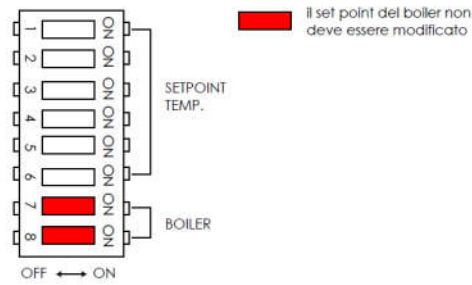 il set point del boiler non
deve essere modificato
1 ON
2 ON
3 ON
4 ON
5 ON
6 ON
7 ON
8 ON
SETPOINT
TEMP.
BOILER
OFF ↔ ON